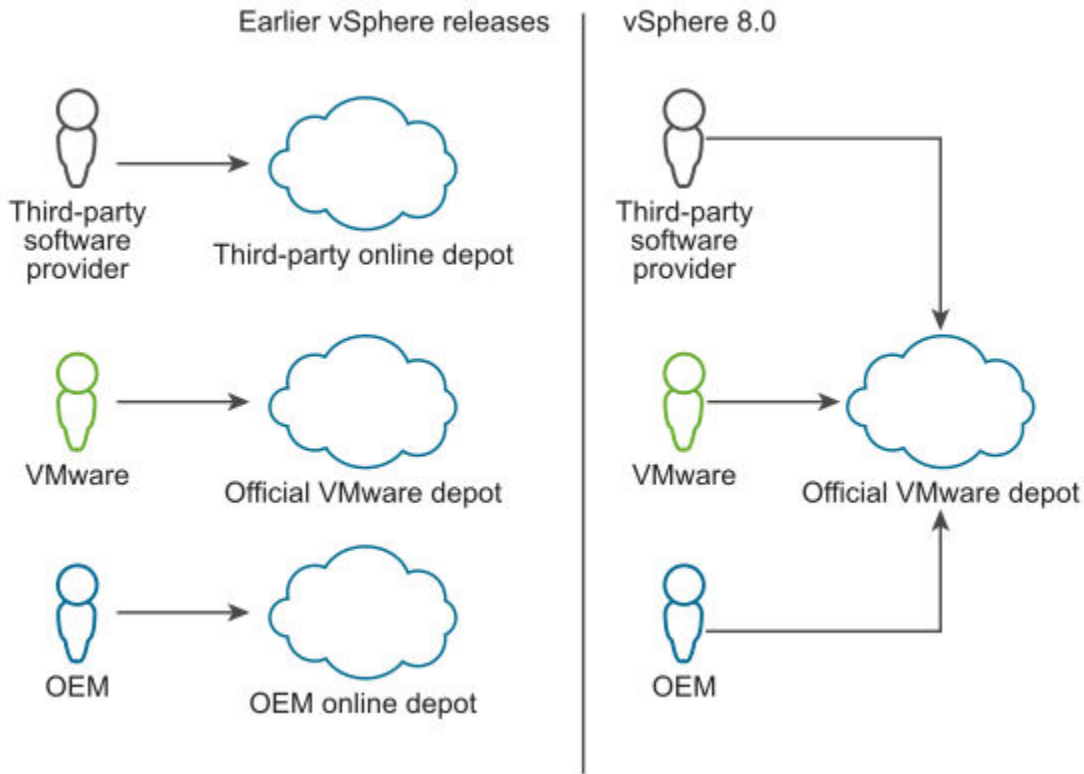 Earlier vSphere releases
vSphere 8.0
Third-party
software
provider
Third-party online depot
VMware
Official VMware depot
OEM
OEM online depot
Third-party
software
provider
VMware
Official VMware depot
OEM